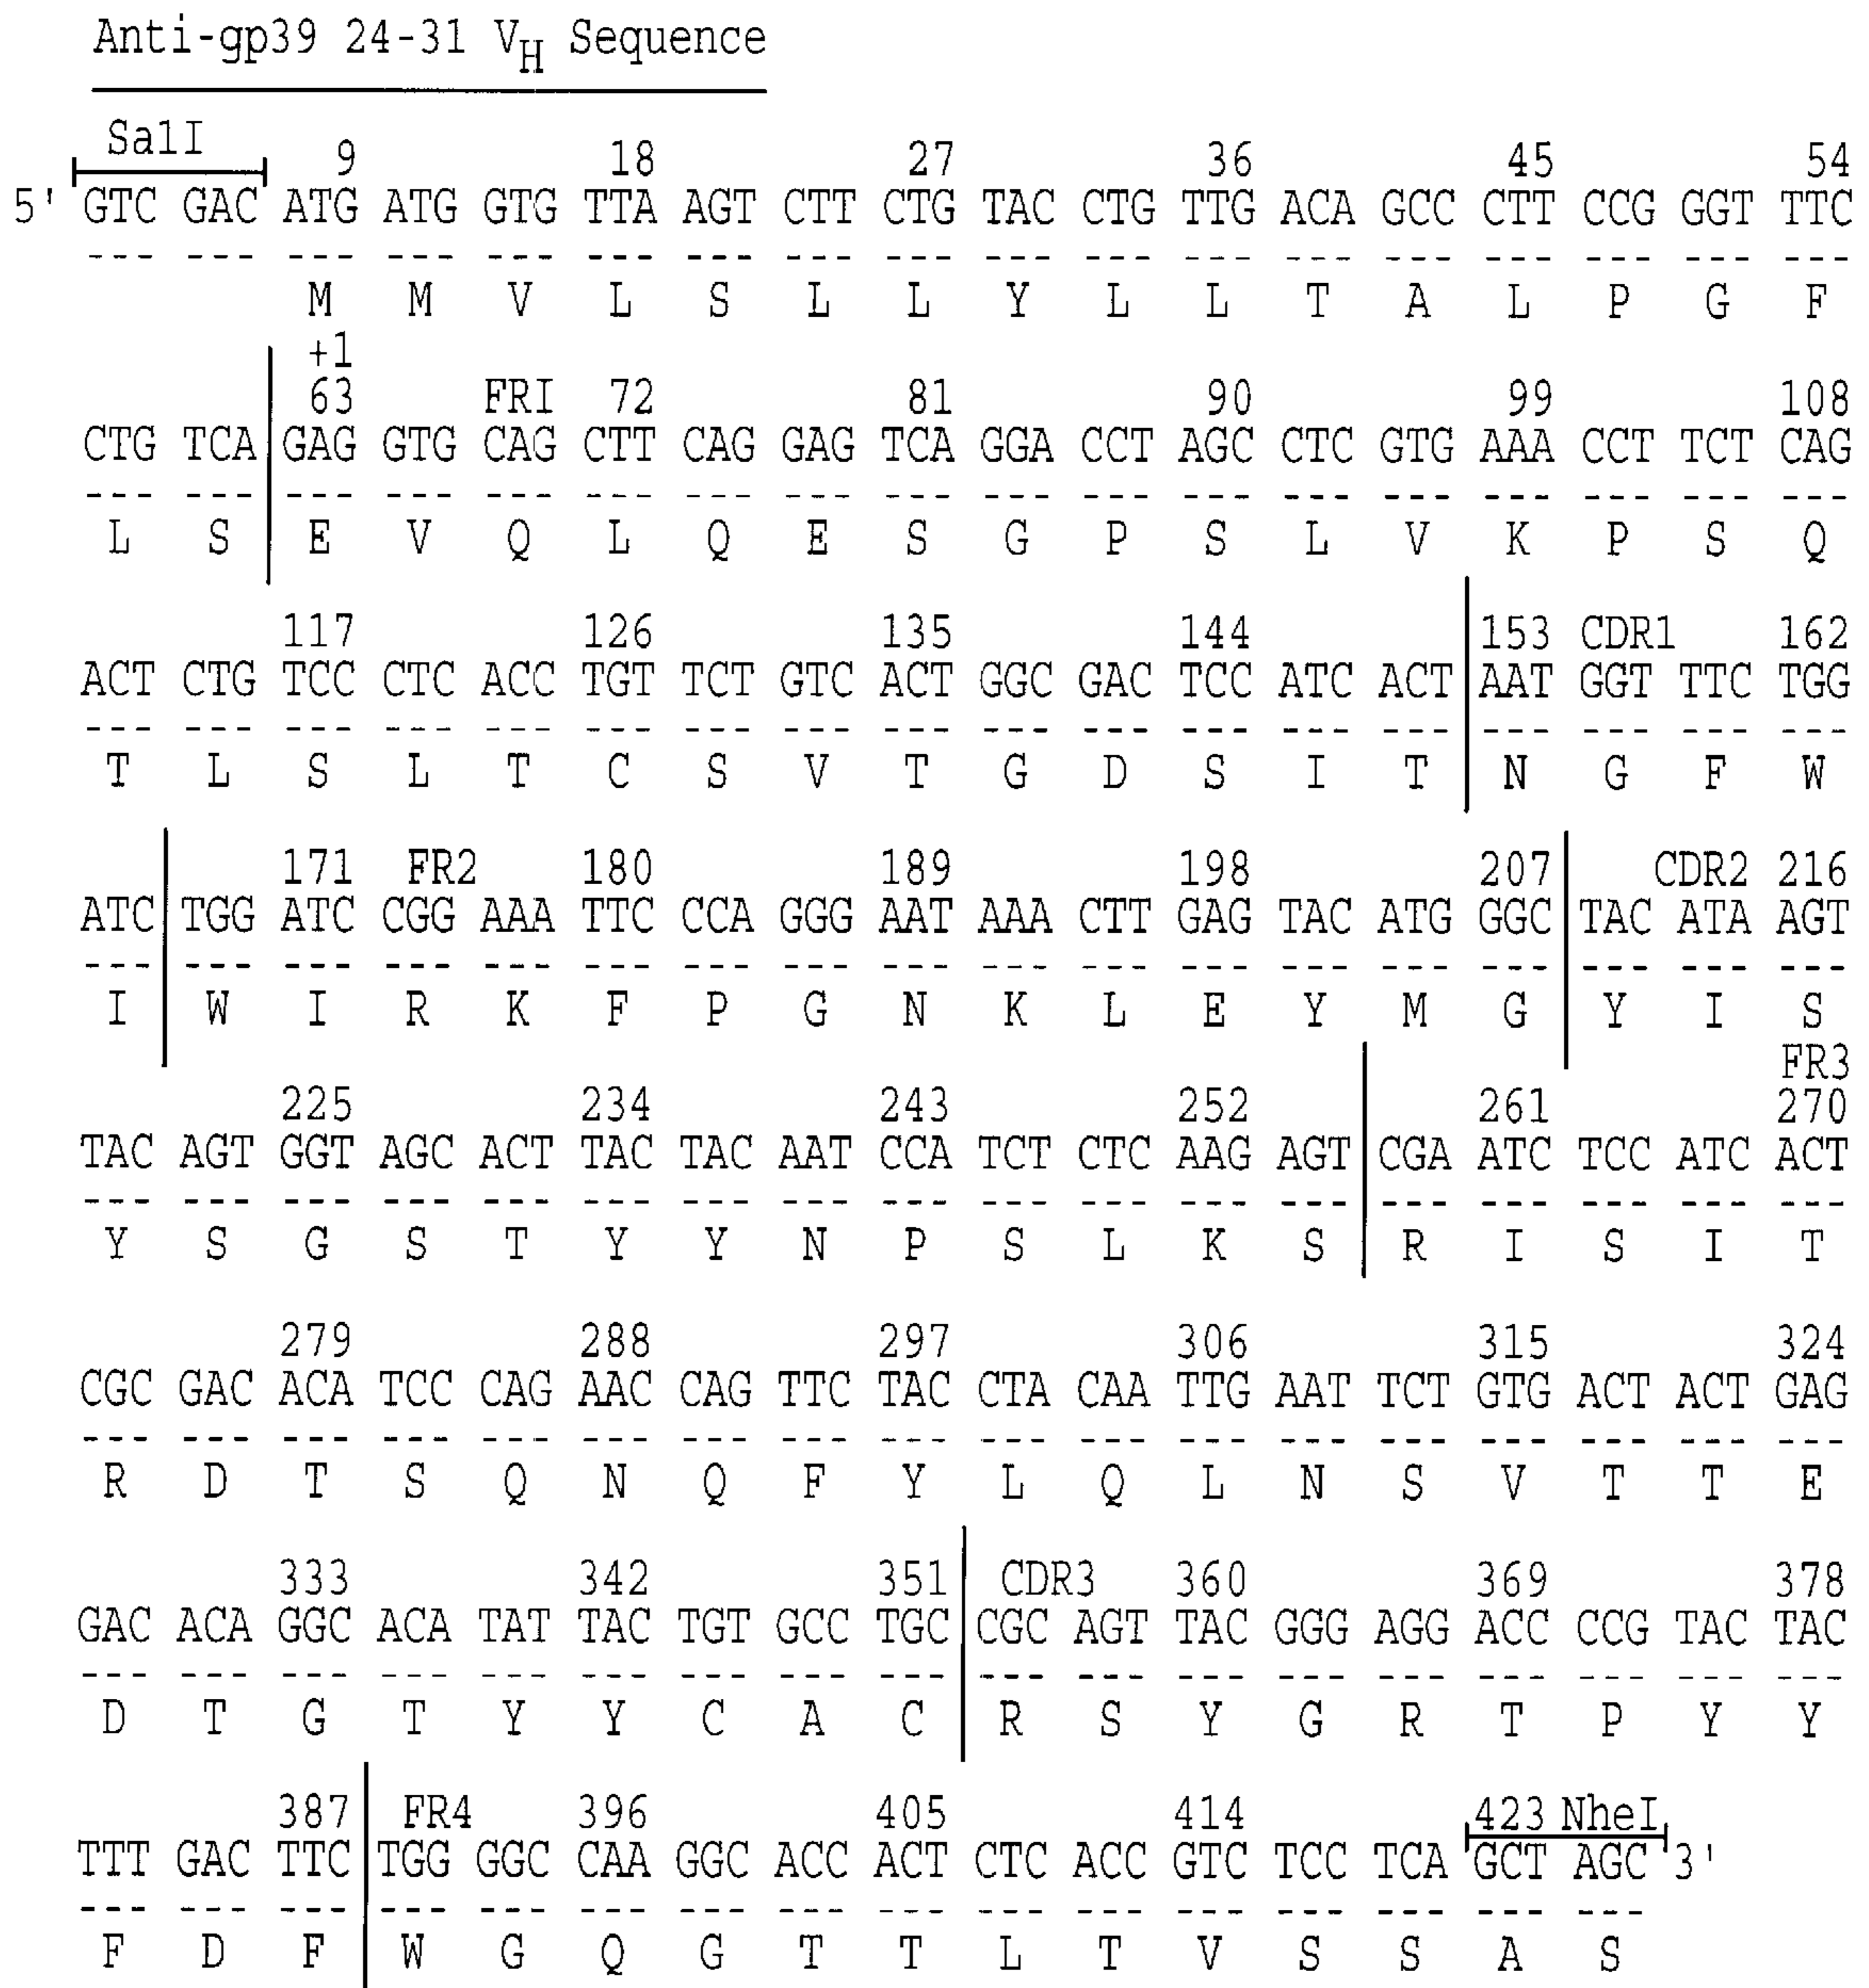 Anti-gp39 24-31 VH Sequence
SalI 9 18 27 36 45 54
5' GTC GAC ATG ATG GTG TTA AGT CTT CTG TAC CTG TTG ACA GCC CTT CCG GGT TTC
--- --- --- --- --- --- --- --- --- --- --- --- --- --- --- --- --- ---
M M V L S L L Y L L T A L P G F
+1
63 FRI 72 81 90 99 108
CTG TCA GAG GTG CAG CTT CAG GAG TCA GGA CCT AGC CTC GTG AAA CCT TCT CAG
--- --- --- --- --- --- --- --- --- --- --- --- --- --- --- --- --- ---
L S E V Q L Q E S G P S L V K P S Q
117 126 135 144 153 CDR1 162
ACT CTG TCC CTC ACC TGT TCT GTC ACT GGC GAC TCC ATC ACT AAT GGT TTC TGG
--- --- --- --- --- --- --- --- --- --- --- --- --- --- --- --- --- ---
T L S L T C S V T G D S I T N G F W
171 FR2 180 189 198 207 CDR2 216
ATC TGG ATC CGG AAA TTC CCA GGG AAT AAA CTT GAG TAC ATG GGC TAC ATA AGT
--- --- --- --- --- --- --- --- --- --- --- --- --- --- --- --- --- ---
I W I R K F P G N K L E Y M G Y I S
FR3
225 234 243 252 261 270
TAC AGT GGT AGC ACT TAC TAC AAT CCA TCT CTC AAG AGT CGA ATC TCC ATC ACT
--- --- --- --- --- --- --- --- --- --- --- --- --- --- --- --- --- ---
Y S G S T Y Y N P S L K S R I S I T
279 288 297 306 315 324
CGC GAC ACA TCC CAG AAC CAG TTC TAC CTA CAA TTG AAT TCT GTG ACT ACT GAG
--- --- --- --- --- --- --- --- --- --- --- --- --- --- --- --- --- ---
R D T S Q N Q F Y L Q L N S V T T E
333 342 351 CDR3 360 369 378
GAC ACA GGC ACA TAT TAC TGT GCC TGC CGC AGT TAC GGG AGG ACC CCG TAC TAC
--- --- --- --- --- --- --- --- --- --- --- --- --- --- --- --- --- ---
D T G T Y Y C A C R S Y G R T P Y Y
387 FR4 396 405 414 423 NheI
TTT GAC TTC TGG GGC CAA GGC ACC ACT CTC ACC GTC TCC TCA GCT AGC 3'
--- --- --- --- --- --- --- --- --- --- --- --- --- --- --- ---
F D F W G Q G T T L T V S S A S